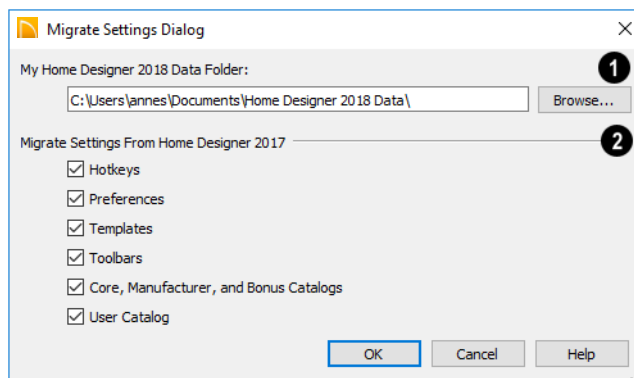 Migrate Settings Dialog
My Home Designer 2018 Data Folder:
1
C:\Users\annes\Documents\Home Designer 2018 Data\
Browse...
Migrate Settings From Home Designer 2017
2
Hotkeys
Preferences
Templates
Toolbars
Core, Manufacturer, and Bonus Catalogs
User Catalog
OK Cancel Help